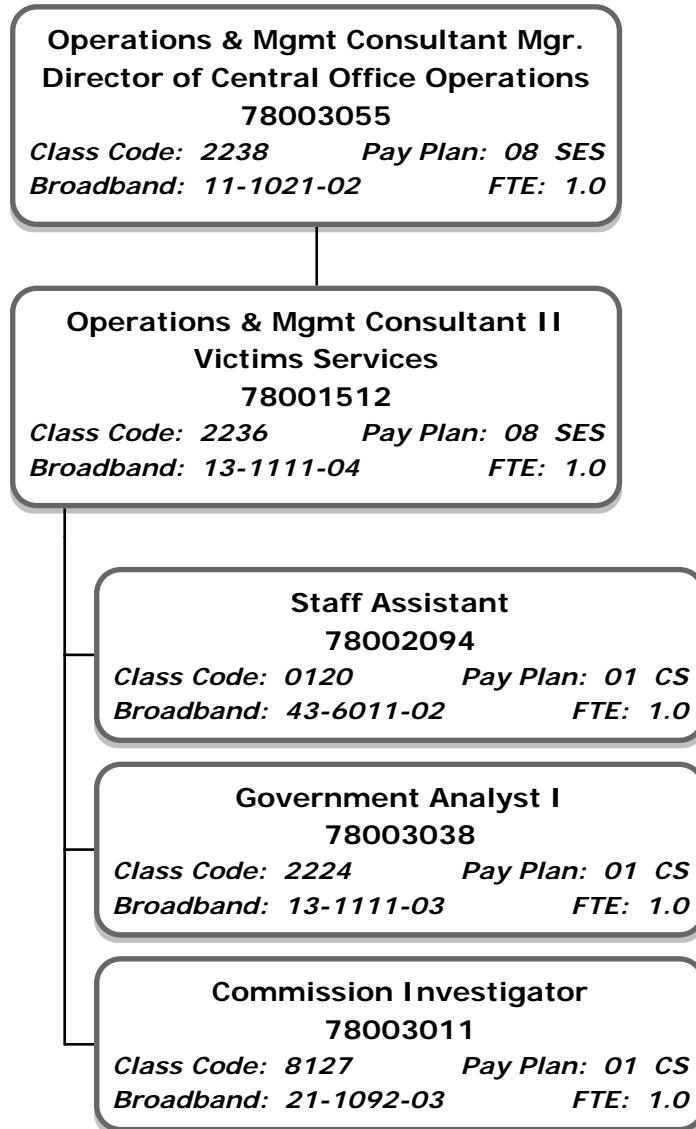 Operations & Mgmt Consultant Mgr.
Director of Central Office Operations
78003055
Class Code: 2238 Pay Plan: 08 SES
Broadband: 11-1021-02 FTE: 1.0
Operations & Mgmt Consultant II
Victims Services
78001512
Class Code: 2236 Pay Plan: 08 SES
Broadband: 13-1111-04 FTE: 1.0
Staff Assistant
78002094
Class Code: 0120 Pay Plan: 01 CS
Broadband: 43-6011-02 FTE: 1.0
Government Analyst I
78003038
Class Code: 2224 Pay Plan: 01 CS
Broadband: 13-1111-03 FTE: 1.0
Commission Investigator
78003011
Class Code: 8127 Pay Plan: 01 CS
Broadband: 21-1092-03 FTE: 1.0